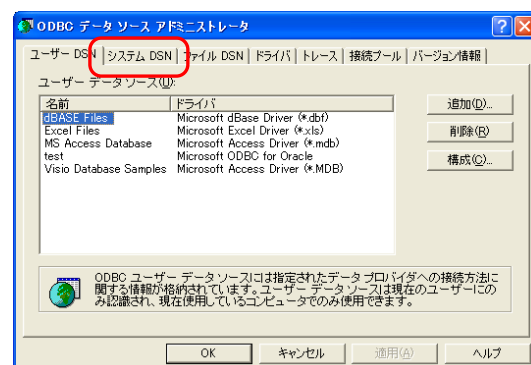 ODBC データ ソース アドミニストレータ
ユーザー DSN システム DSN ファイル DSN ドライバ トレース 接続プール バージョン情報
ユーザー データ ソース(U):
名前 ドライバ
dBASE Files Microsoft dBase Driver (*.dbf)
Excel Files Microsoft Excel Driver (*.xls)
MS Access Database Microsoft Access Driver (*.mdb)
test Microsoft ODBC for Oracle
Visio Database Samples Microsoft Access Driver (*.MDB)
追加(D)...
削除(R)
構成(C)...
ODBC ユーザー データ ソースには指定されたデータ プロバイダへの接続方法に
関する情報が格納されています。ユーザー データ ソースは現在のユーザーにの
み認識され、現在使用しているコンピュータでのみ使用できます。
OK キャンセル 適用(A) ヘルプ